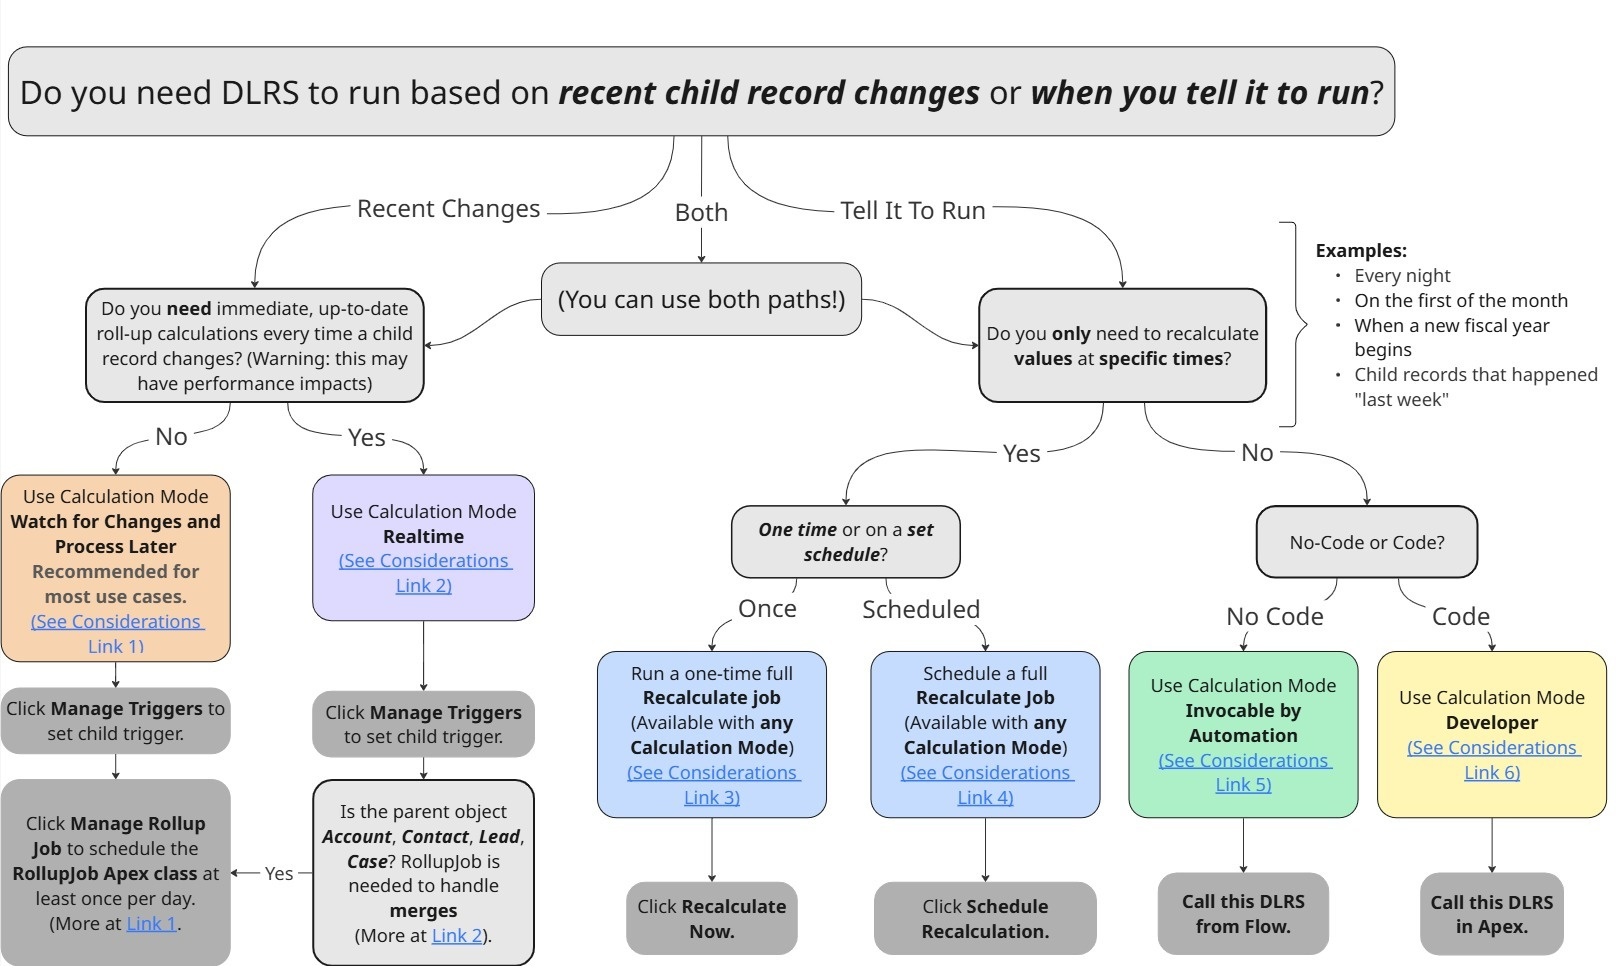 Do you need DLRS to run based on recent child record changes or when you tell it to run?
Recent Changes
Both
Tell It To Run
(You can use both paths!)
Do you need immediate, up-to-date
roll-up calculations every time a child
record changes? (Warning: this may
have performance impacts)
Do you only need to recalculate
values at specific times?
Examples:
• Every night
• On the first of the month
• When a new fiscal year
begins
• Child records that happened
"last week"
No
Yes
Yes
No
Use Calculation Mode
Watch for Changes and
Process Later
Recommended for
most use cases.
(See Considerations
Link 1)
Use Calculation Mode
Realtime
(See Considerations
Link 2)
One time or on a set
schedule?
No-Code or Code?
Once
Scheduled
No Code
Code
Run a one-time full
Recalculate job
(Available with any
Calculation Mode)
(See Considerations
Link 3)
Schedule a full
Recalculate Job
(Available with any
Calculation Mode)
(See Considerations
Link 4)
Use Calculation Mode
Invocable by
Automation
(See Considerations
Link 5)
Use Calculation Mode
Developer
(See Considerations
Link 6)
Click Manage Triggers to
set child trigger.
Click Manage Triggers
to set child trigger.
Click Manage Rollup
Job to schedule the
RollupJob Apex class at
least once per day.
(More at Link 1.
Yes
Is the parent object
Account, Contact, Lead,
Case? RollupJob is
needed to handle
merges
(More at Link 2).
Click Recalculate
Now.
Click Schedule
Recalculation.
Call this DLRS
from Flow.
Call this DLRS
in Apex.